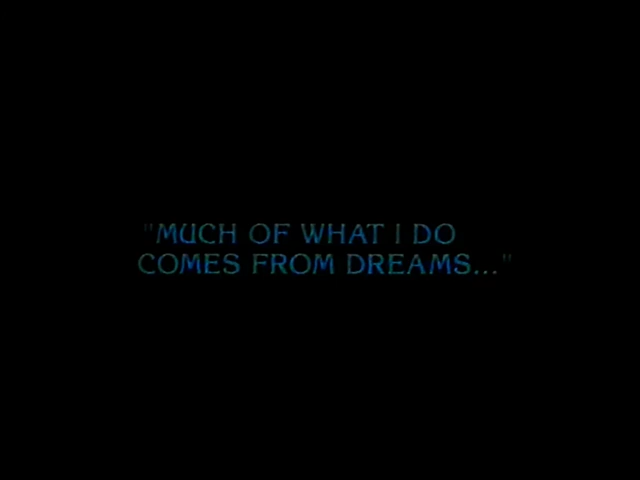 "MUCH OF WHAT I DO
COMES FROM DREAMS..."